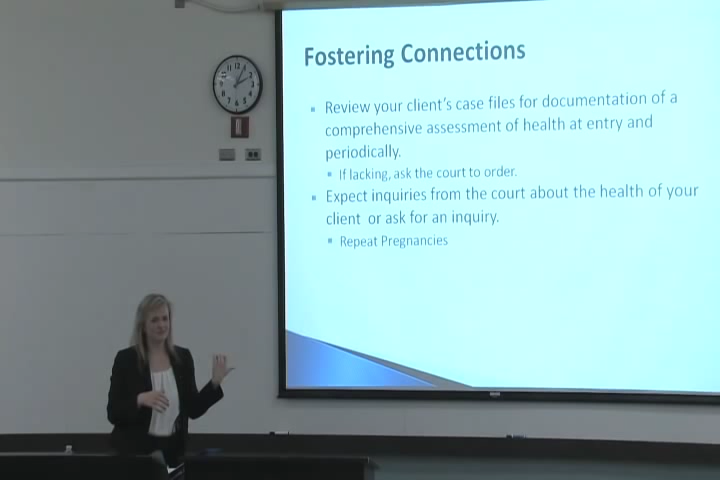 Fostering Connections
Review your client's case files for documentation of a
comprehensive assessment of health at entry and
periodically.
If lacking, ask the court to order.
Expect inquiries from the court about the health of your
client or ask for an inquiry.
Repeat Pregnancies